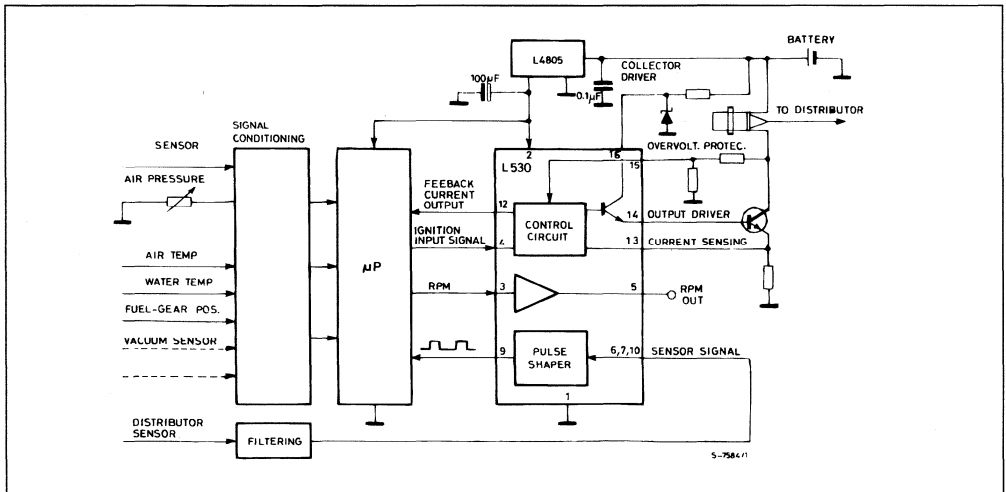 BATTERY
L4805
COLLECTOR
DRIVER
100µF
0.1µF
TO DISTRIBUTOR
SIGNAL
CONDITIONING
SENSOR
OVERVOLT. PROTEC.
2
16
15
L530
AIR PRESSURE
FEEBACK
CURRENT
OUTPUT
12
14
OUTPUT DRIVER
CONTROL
CIRCUIT
IGNITION
INPUT SIGNAL
4
13
CURRENT SENSING
µP
AIR TEMP
WATER TEMP
RPM
3
5
RPM
OUT
FUEL-GEAR POS.
VACUUM SENSOR
9
PULSE
SHAPER
6,7,10
SENSOR SIGNAL
1
DISTRIBUTOR
SENSOR
FILTERING
S-7584/1